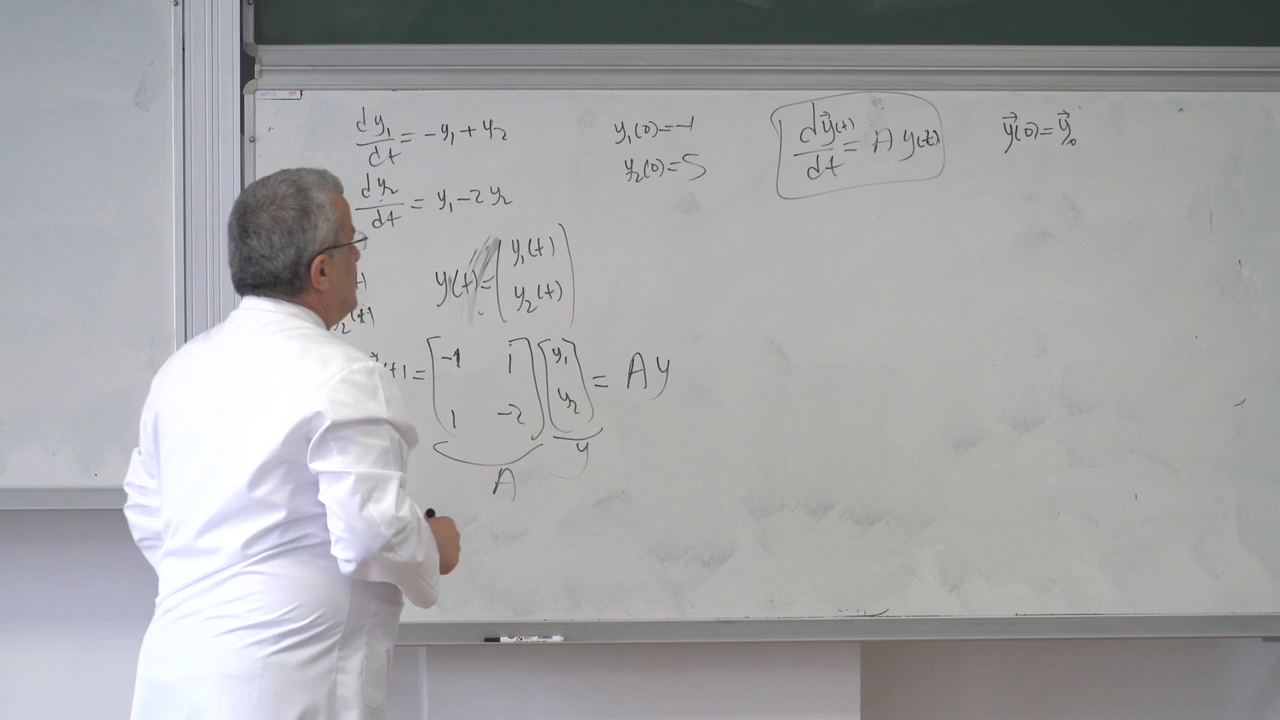 dy₁/dt = -y₁ + y₂
y₁(0)=-1
dy⃗(t)/dt = A y(t)
y⃗(0)=y⃗₀
y₂(0)=5
dy₂/dt = y₁ - 2y₂
y(t) = (y₁(t)
y₂(t))
= [-1 1] [y₁] = Ay
[1 -2] [y₂]
A y